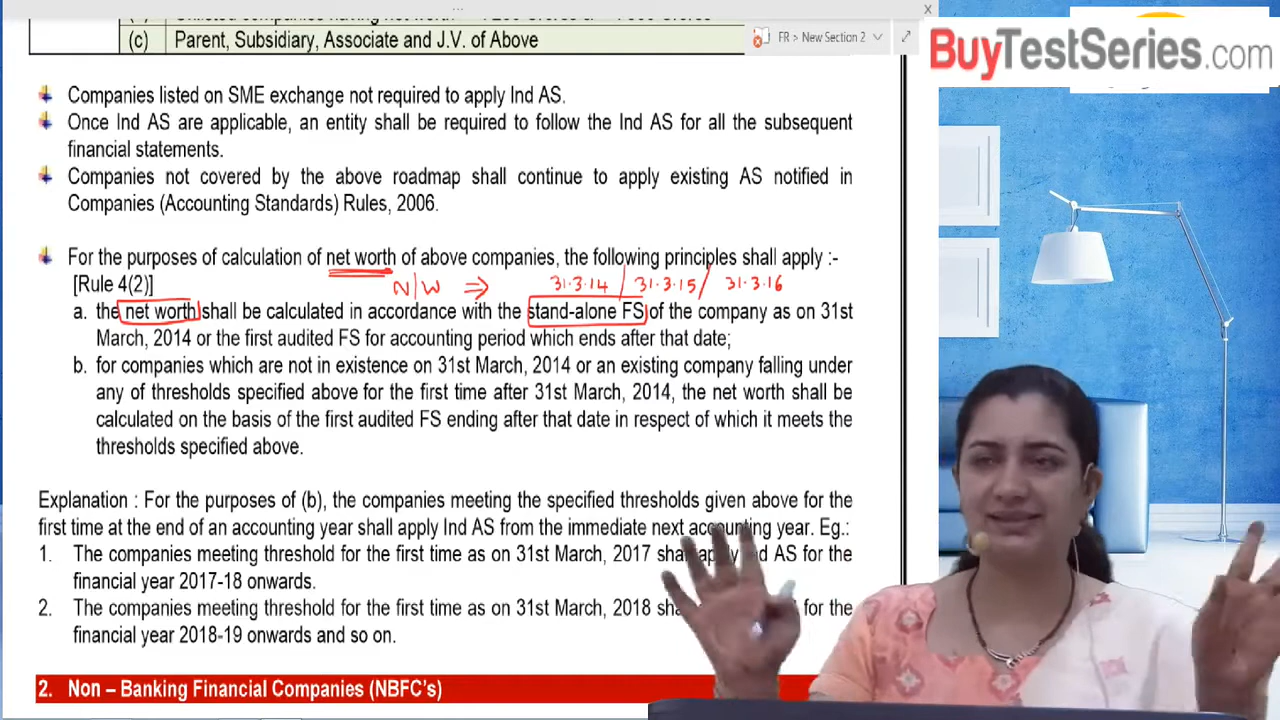 (c) Parent, Subsidiary, Associate and J.V. of Above
FR > New Section 2
BuyTestSeries.com
Companies listed on SME exchange not required to apply Ind AS.
Once Ind AS are applicable, an entity shall be required to follow the Ind AS for all the subsequent
financial statements.
Companies not covered by the above roadmap shall continue to apply existing AS notified in
Companies (Accounting Standards) Rules, 2006.
For the purposes of calculation of net worth of above companies, the following principles shall apply :-
[Rule 4(2)]
N/W ⇒ 31.3.14 / 31.3.15 / 31.3.16
a. the net worth shall be calculated in accordance with the stand-alone FS of the company as on 31st
March, 2014 or the first audited FS for accounting period which ends after that date;
b. for companies which are not in existence on 31st March, 2014 or an existing company falling under
any of thresholds specified above for the first time after 31st March, 2014, the net worth shall be
calculated on the basis of the first audited FS ending after that date in respect of which it meets the
thresholds specified above.
Explanation : For the purposes of (b), the companies meeting the specified thresholds given above for the
first time at the end of an accounting year shall apply Ind AS from the immediate next accounting year. Eg.:
1. The companies meeting threshold for the first time as on 31st March, 2017 shall apply Ind AS for the
financial year 2017-18 onwards.
2. The companies meeting threshold for the first time as on 31st March, 2018 for the
financial year 2018-19 onwards and so on.
2. Non – Banking Financial Companies (NBFC's)